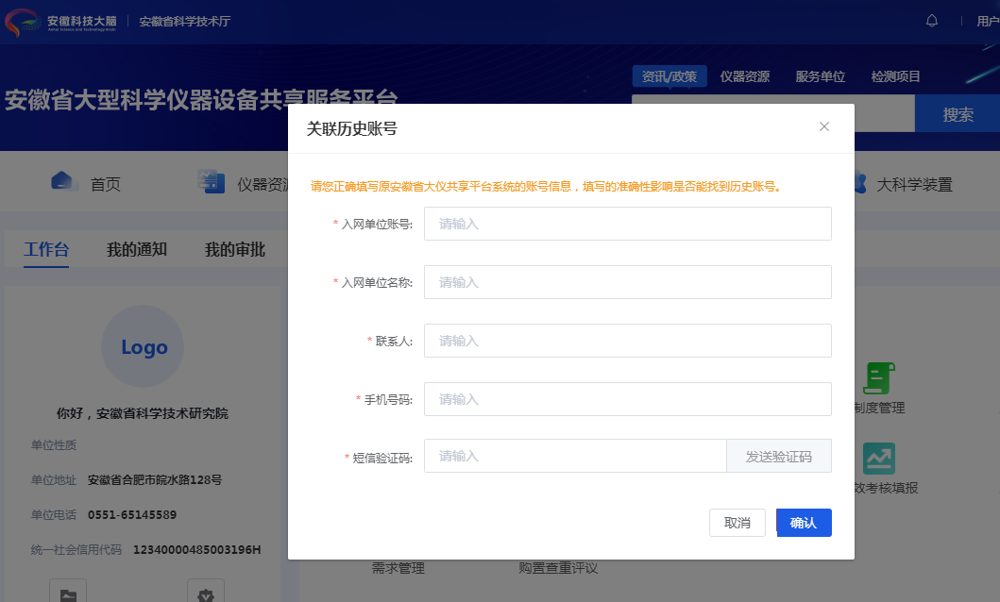 安徽科技大脑
安徽省科学技术厅
用户
资讯/政策
仪器资源
服务单位
检测项目
安徽省大型科学仪器设备共享服务平台
搜索
关联历史账号
首页
仪器资源
大科学装置
请您正确填写原安徽省大仪共享平台系统的账号信息，填写的准确性影响是否能找到历史账号。
* 入网单位账号: 请输入
工作台
我的通知
我的审批
* 入网单位名称: 请输入
Logo
* 联系人: 请输入
* 手机号码: 请输入
制度管理
你好，安徽省科学技术研究院
单位性质
* 短信验证码: 请输入
发送验证码
单位地址 安徽省合肥市皖水路128号
效考核填报
单位电话 0551-65145589
取消
确认
统一社会信用代码 12340000485003196H
需求管理
购置查重评议